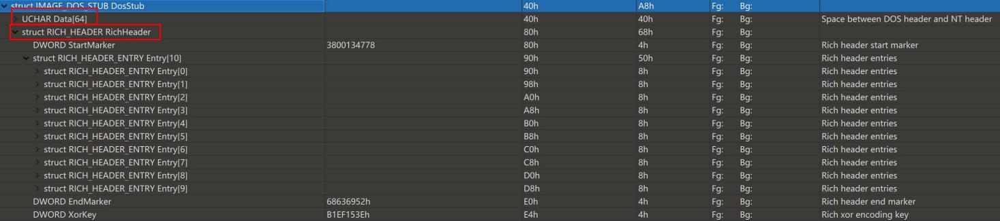 struct IMAGE_DOS_STUB DosStub 40h A8h Fg: Bg:
UCHAR Data[64] 40h 40h Fg: Bg: Space between DOS header and NT header
struct RICH_HEADER RichHeader 80h 68h Fg: Bg:
DWORD StartMarker 3800134778 80h 4h Fg: Bg: Rich header start marker
struct RICH_HEADER_ENTRY Entry[10] 90h 50h Fg: Bg: Rich header entries
struct RICH_HEADER_ENTRY Entry[0] 90h 8h Fg: Bg: Rich header entries
struct RICH_HEADER_ENTRY Entry[1] 98h 8h Fg: Bg: Rich header entries
struct RICH_HEADER_ENTRY Entry[2] A0h 8h Fg: Bg: Rich header entries
struct RICH_HEADER_ENTRY Entry[3] A8h 8h Fg: Bg: Rich header entries
struct RICH_HEADER_ENTRY Entry[4] B0h 8h Fg: Bg: Rich header entries
struct RICH_HEADER_ENTRY Entry[5] B8h 8h Fg: Bg: Rich header entries
struct RICH_HEADER_ENTRY Entry[6] C0h 8h Fg: Bg: Rich header entries
struct RICH_HEADER_ENTRY Entry[7] C8h 8h Fg: Bg: Rich header entries
struct RICH_HEADER_ENTRY Entry[8] D0h 8h Fg: Bg: Rich header entries
struct RICH_HEADER_ENTRY Entry[9] D8h 8h Fg: Bg: Rich header entries
DWORD EndMarker 68636952h E0h 4h Fg: Bg: Rich header end marker
DWORD XorKey B1EF153Eh E4h 4h Fg: Bg: Rich xor encoding key